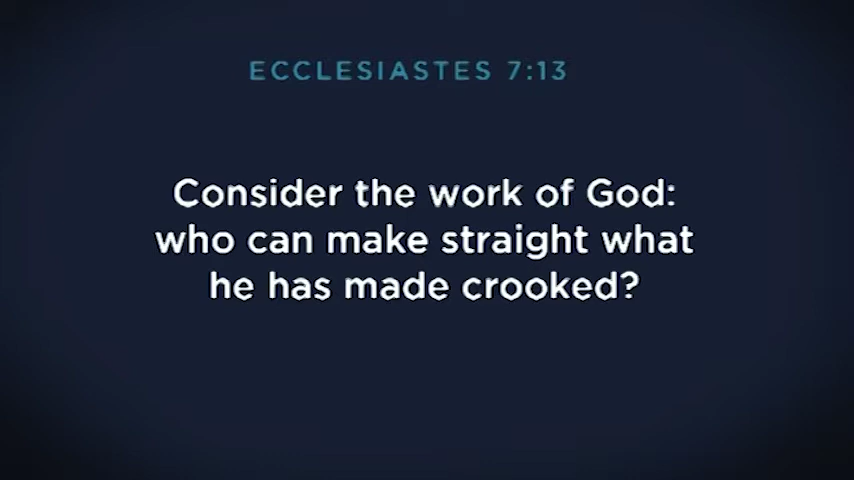 ECCLESIASTES 7:13
Consider the work of God:
who can make straight what
he has made crooked?